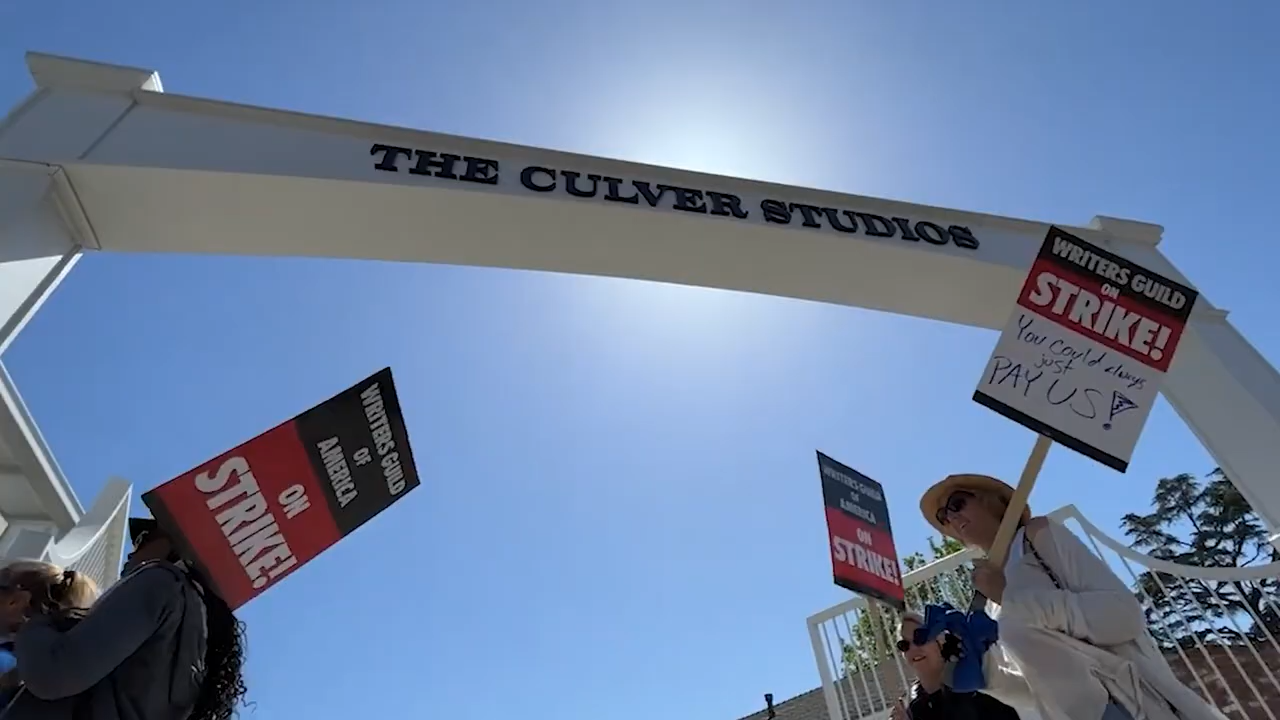 THE CULVER STUDIOS
WRITERS GUILD
ON
STRIKE!
You could always
just
PAY US!
WRITERS GUILD
OF
AMERICA
ON
STRIKE!
WRITERS GUILD
OF
AMERICA
ON
STRIKE!